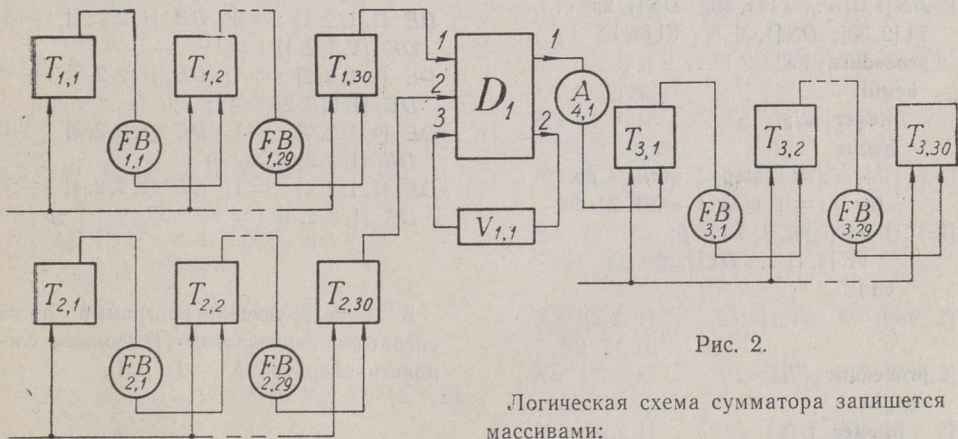 T1,1
T1,2
T1,30
FB
1,1
FB
1,29
1
2
3
D1
1
2
A
4,1
V1,1
T3,1
T3,2
T3,30
FB
3,1
FB
3,29
T2,1
T2,2
T2,30
FB
2,1
FB
2,29
Рис. 2.
Логическая схема сумматора запишется
массивами: